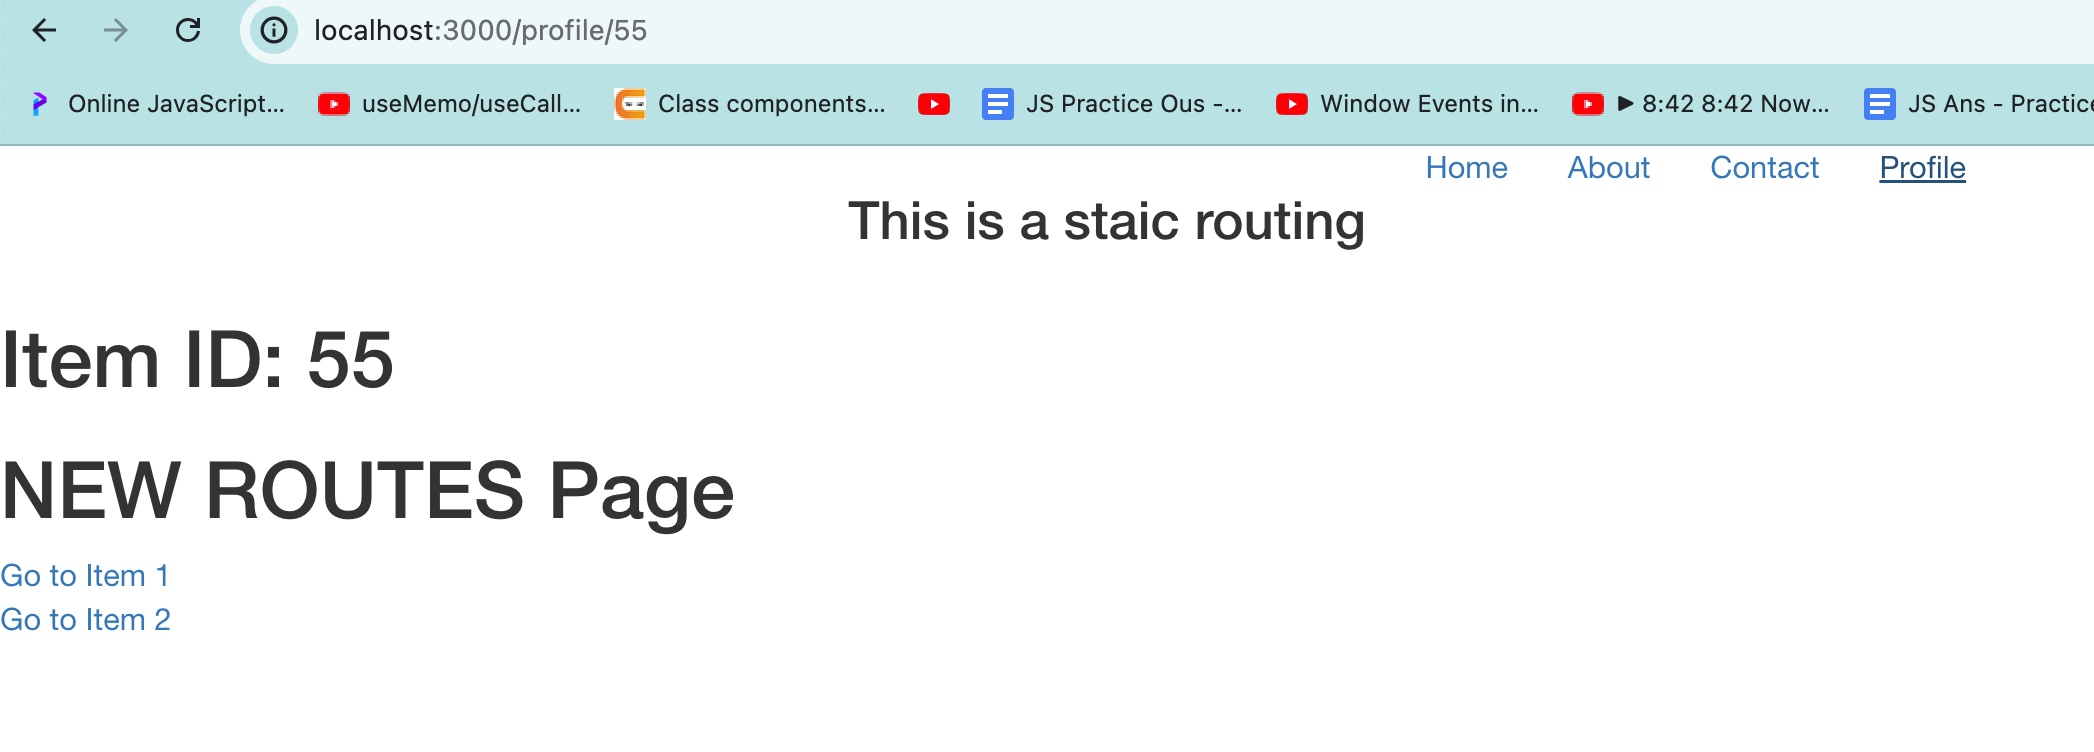 localhost:3000/profile/55
Online JavaScript... useMemo/useCall... Class components... JS Practice Ous -... Window Events in... ▶ 8:42 8:42 Now... JS Ans - Practice
Home About Contact Profile
This is a staic routing
Item ID: 55
NEW ROUTES Page
Go to Item 1
Go to Item 2